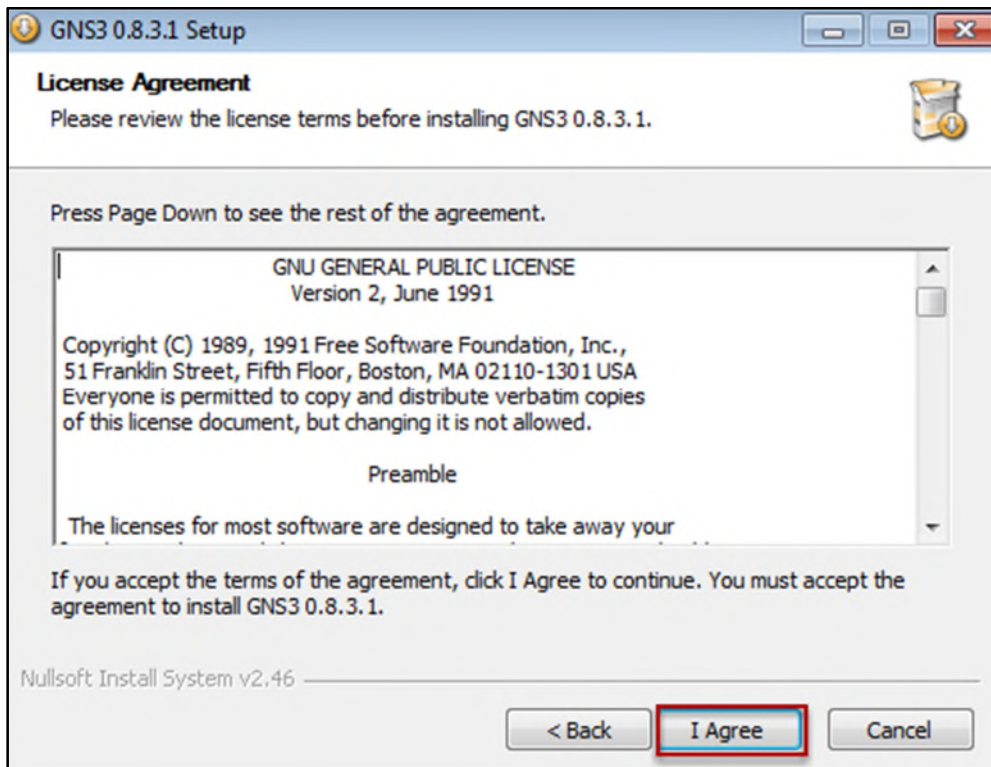 GNS3 0.8.3.1 Setup
License Agreement
Please review the license terms before installing GNS3 0.8.3.1.
Press Page Down to see the rest of the agreement.
GNU GENERAL PUBLIC LICENSE
Version 2, June 1991
Copyright (C) 1989, 1991 Free Software Foundation, Inc.,
51 Franklin Street, Fifth Floor, Boston, MA 02110-1301 USA
Everyone is permitted to copy and distribute verbatim copies
of this license document, but changing it is not allowed.
Preamble
The licenses for most software are designed to take away your
If you accept the terms of the agreement, click I Agree to continue. You must accept the
agreement to install GNS3 0.8.3.1.
Nullsoft Install System v2.46
< Back I Agree Cancel